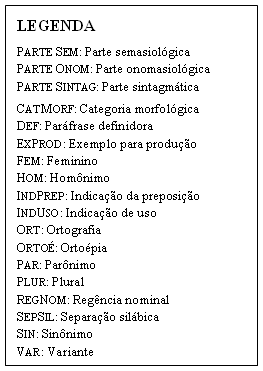 LEGENDA
PARTE SEM: Parte semasiológica
PARTE ONOM: Parte onomasiológica
PARTE SINTAG: Parte sintagmática
CATMORF: Categoria morfológica
DEF: Paráfrase definidora
EXPROD: Exemplo para produção
FEM: Feminino
HOM: Homônimo
INDPREP: Indicação da preposição
INDUSO: Indicação de uso
ORT: Ortografia
ORTOÉ: Ortoépia
PAR: Parônimo
PLUR: Plural
REGNOM: Regência nominal
SEPSIL: Separação silábica
SIN: Sinônimo
VAR: Variante